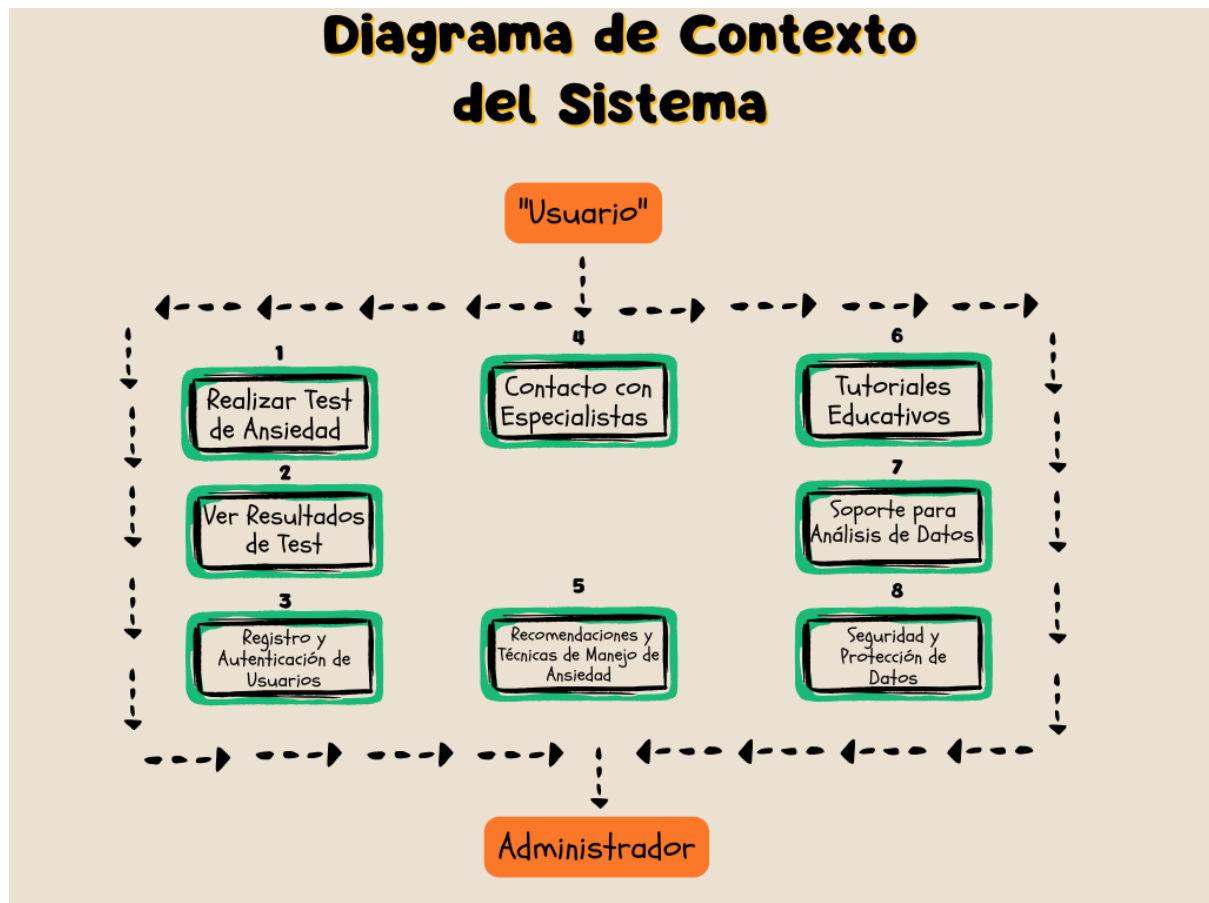 Diagrama de Contexto
del Sistema
"Usuario"
1
Realizar Test
de Ansiedad
2
Ver Resultados
de Test
3
Registro y
Autenticación de
Usuarios
4
Contacto con
Especialistas
5
Recomendaciones y
Técnicas de Manejo de
Ansiedad
6
Tutoriales
Educativos
7
Soporte para
Análisis de Datos
8
Seguridad y
Protección de
Datos
Administrador